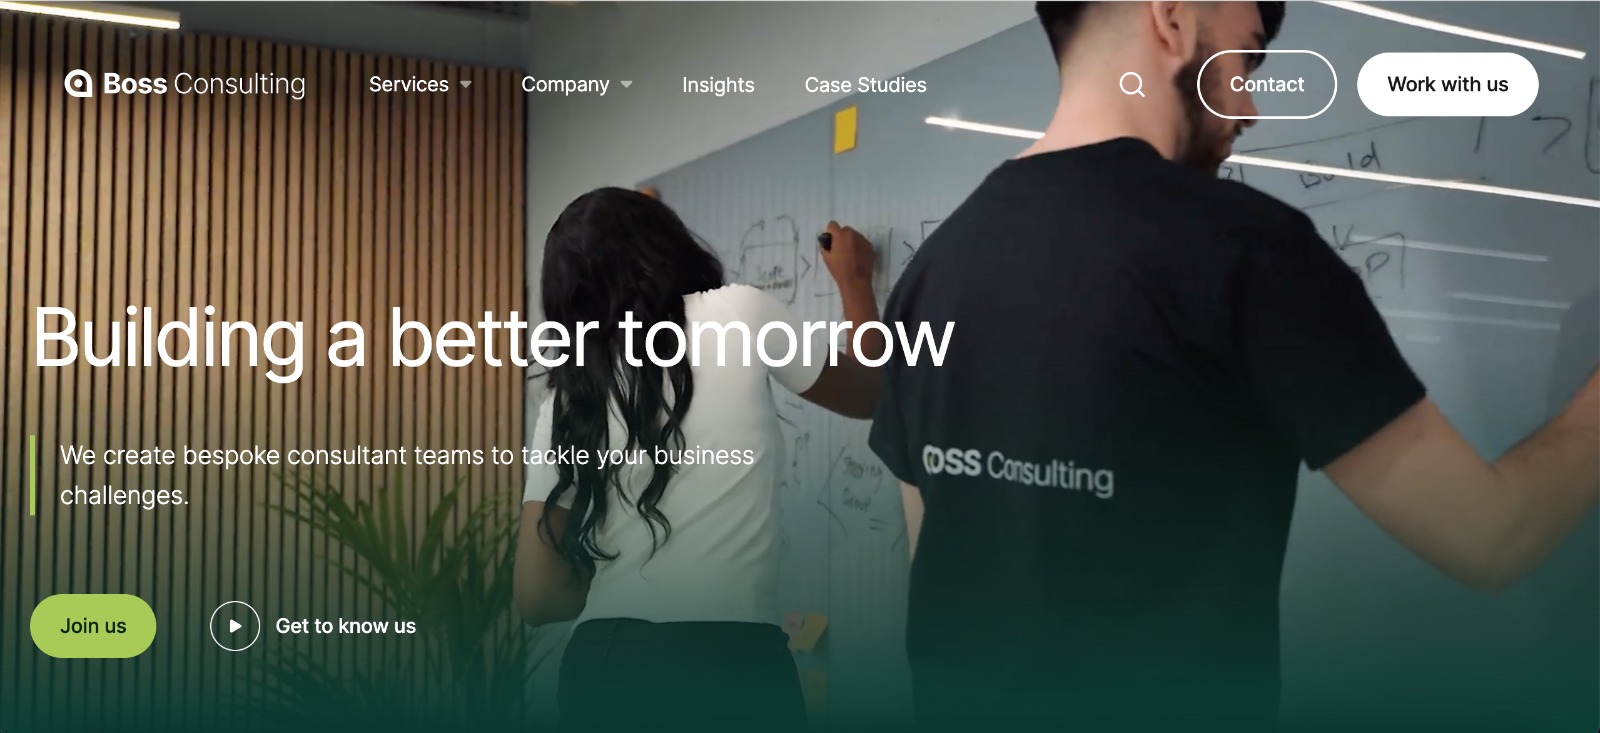 Boss Consulting
Services
Company
Insights
Case Studies
Contact
Work with us
Build
Building a better tomorrow
We create bespoke consultant teams to tackle your business
challenges.
oss Consulting
Join us
Get to know us